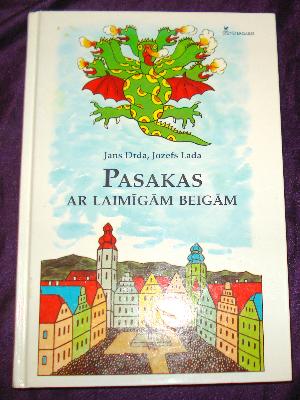 Jans Drda, Jozefs Lada
PASAKAS
AR LAIMĪGĀM BEIGĀM